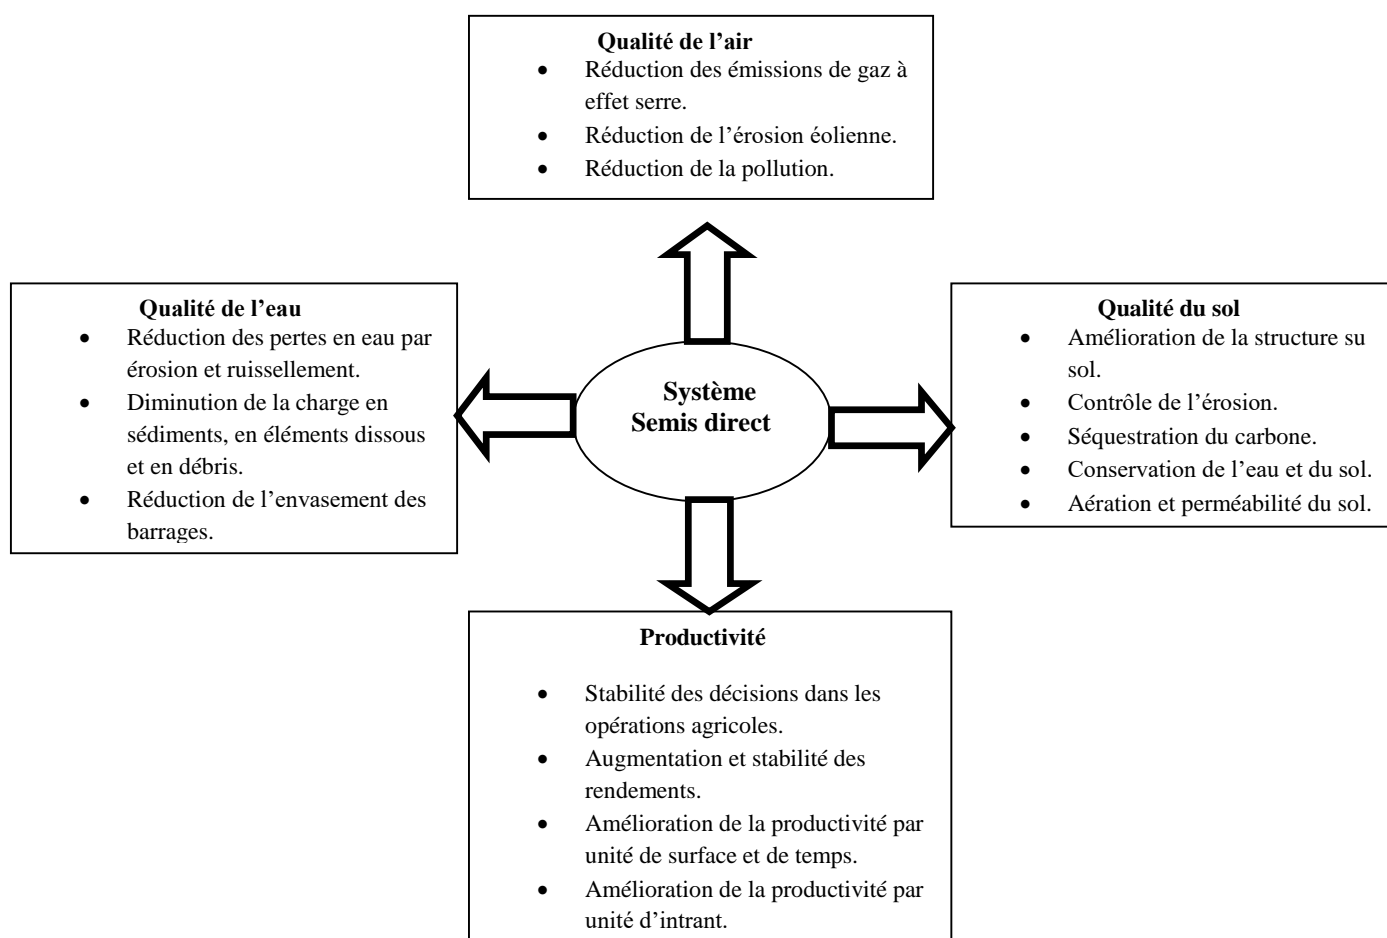 Qualité de l’air
• Réduction des émissions de gaz à
effet serre.
• Réduction de l’érosion éolienne.
• Réduction de la pollution.
Qualité de l’eau
• Réduction des pertes en eau par
érosion et ruissellement.
• Diminution de la charge en
sédiments, en éléments dissous
et en débris.
• Réduction de l’envasement des
barrages.
Système
Semis direct
Qualité du sol
• Amélioration de la structure su
sol.
• Contrôle de l’érosion.
• Séquestration du carbone.
• Conservation de l’eau et du sol.
• Aération et perméabilité du sol.
Productivité
• Stabilité des décisions dans les
opérations agricoles.
• Augmentation et stabilité des
rendements.
• Amélioration de la productivité par
unité de surface et de temps.
• Amélioration de la productivité par
unité d’intrant.